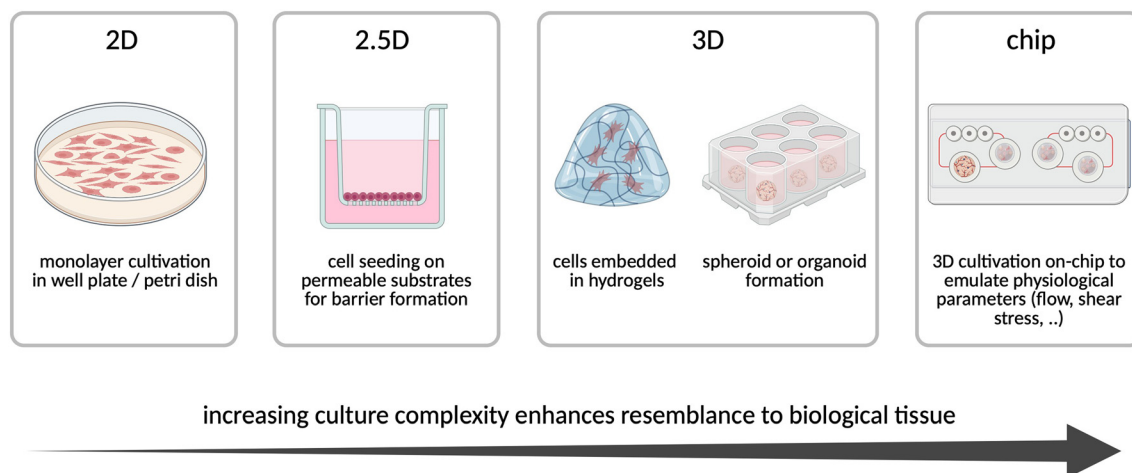 2D
monolayer cultivation
in well plate / petri dish
2.5D
cell seeding on
permeable substrates
for barrier formation
3D
cells embedded
in hydrogels
spheroid or organoid
formation
chip
3D cultivation on-chip to
emulate physiological
parameters (flow, shear
stress, ..)
increasing culture complexity enhances resemblance to biological tissue